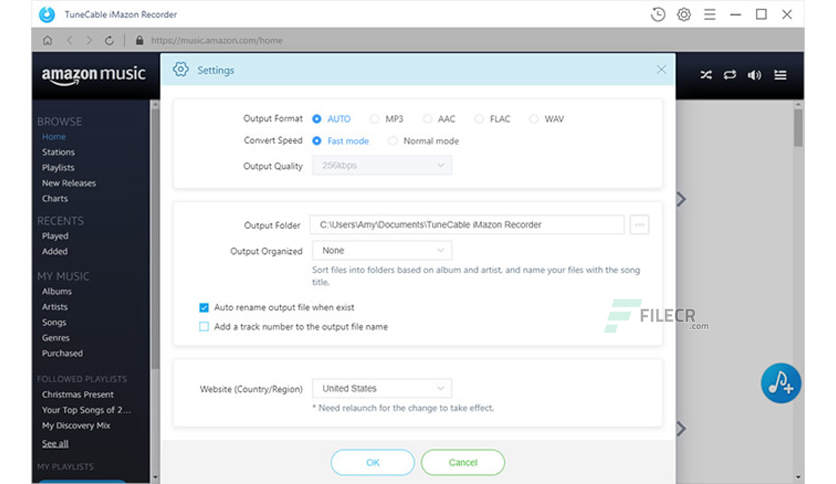 TuneCable iMazon Recorder
https://music.amazon.com/home
amazon music
Settings
BROWSE
Home
Stations
Playlists
New Releases
Charts
RECENTS
Played
Added
MY MUSIC
Albums
Artists
Songs
Genres
Purchased
FOLLOWED PLAYLISTS
Christmas Present
Your Top Songs of 2...
My Discovery Mix
See all
MY PLAYLISTS
Output Format AUTO MP3 AAC FLAC WAV
Convert Speed Fast mode Normal mode
Output Quality 256kbps
Output Folder C:\Users\Amy\Documents\TuneCable iMazon Recorder ...
Output Organized None
Sort files into folders based on album and artist, and name your files with the song
title.
Auto rename output file when exist
Add a track number to the output file name
FILECR
.com
Website (Country/Region) United States
* Need relaunch for the change to take effect.
OK Cancel